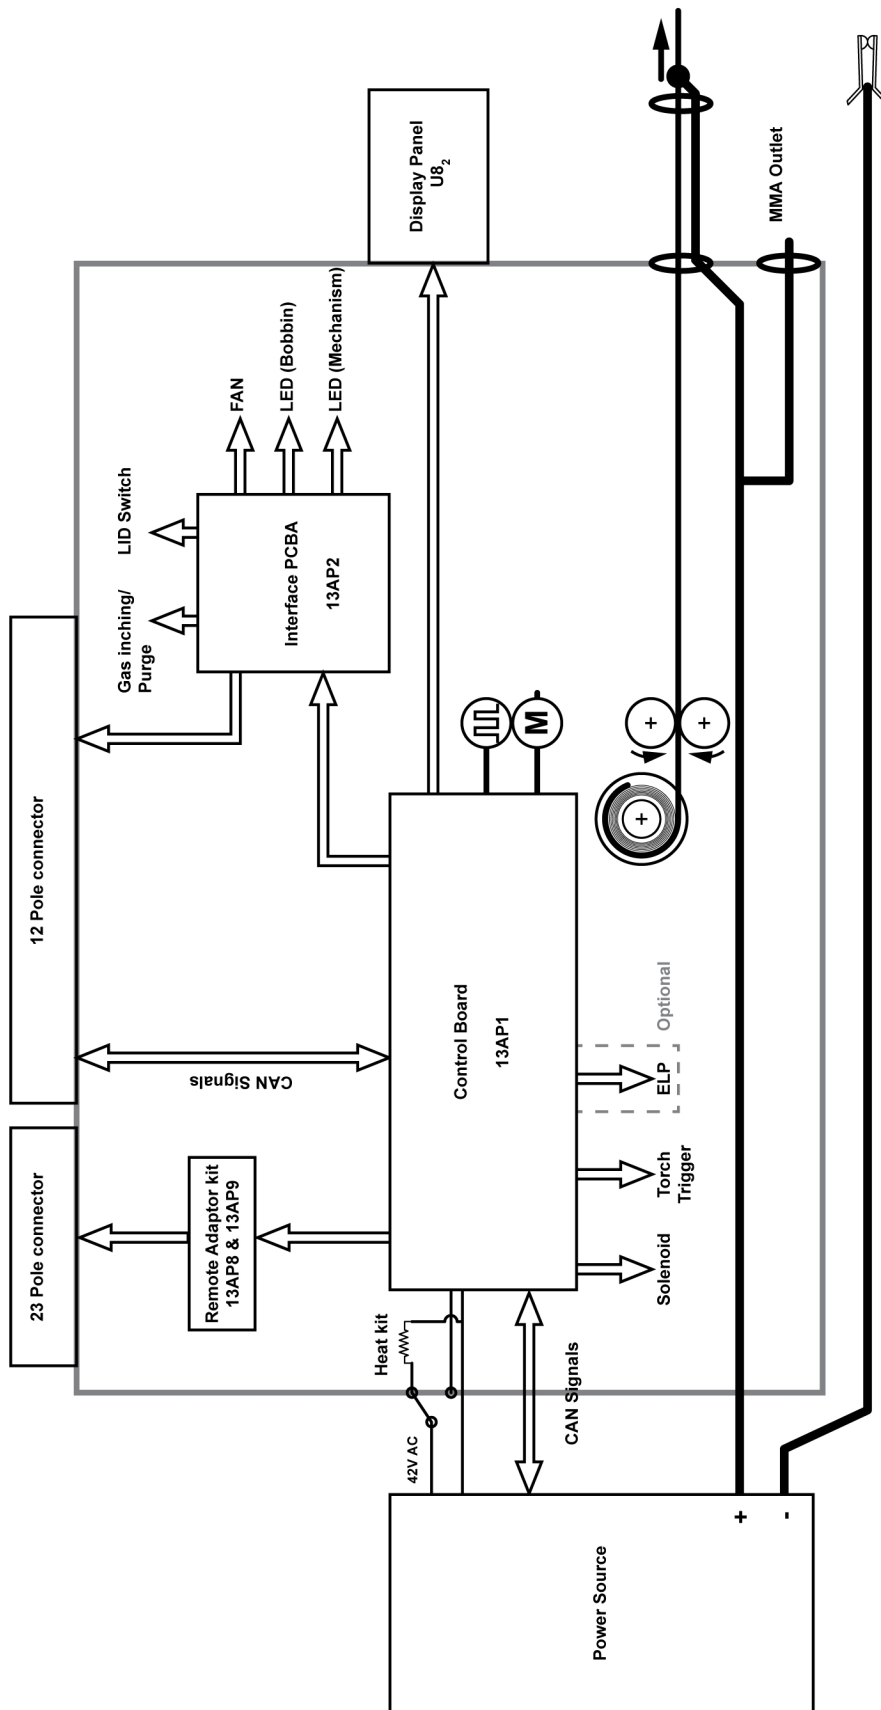 23 Pole connector
12 Pole connector
Remote Adaptor kit
13AP8 & 13AP9
CAN Signals
Gas inching/
Purge
LID Switch
Interface PCBA
13AP2
FAN
LED (Bobbin)
LED (Mechanism)
Display Panel
U8₂
Heat kit
42V AC
Control Board
13AP1
M
CAN Signals
Solenoid
Torch
Trigger
ELP
Optional
+
+
+
Power Source
+
-
MMA Outlet